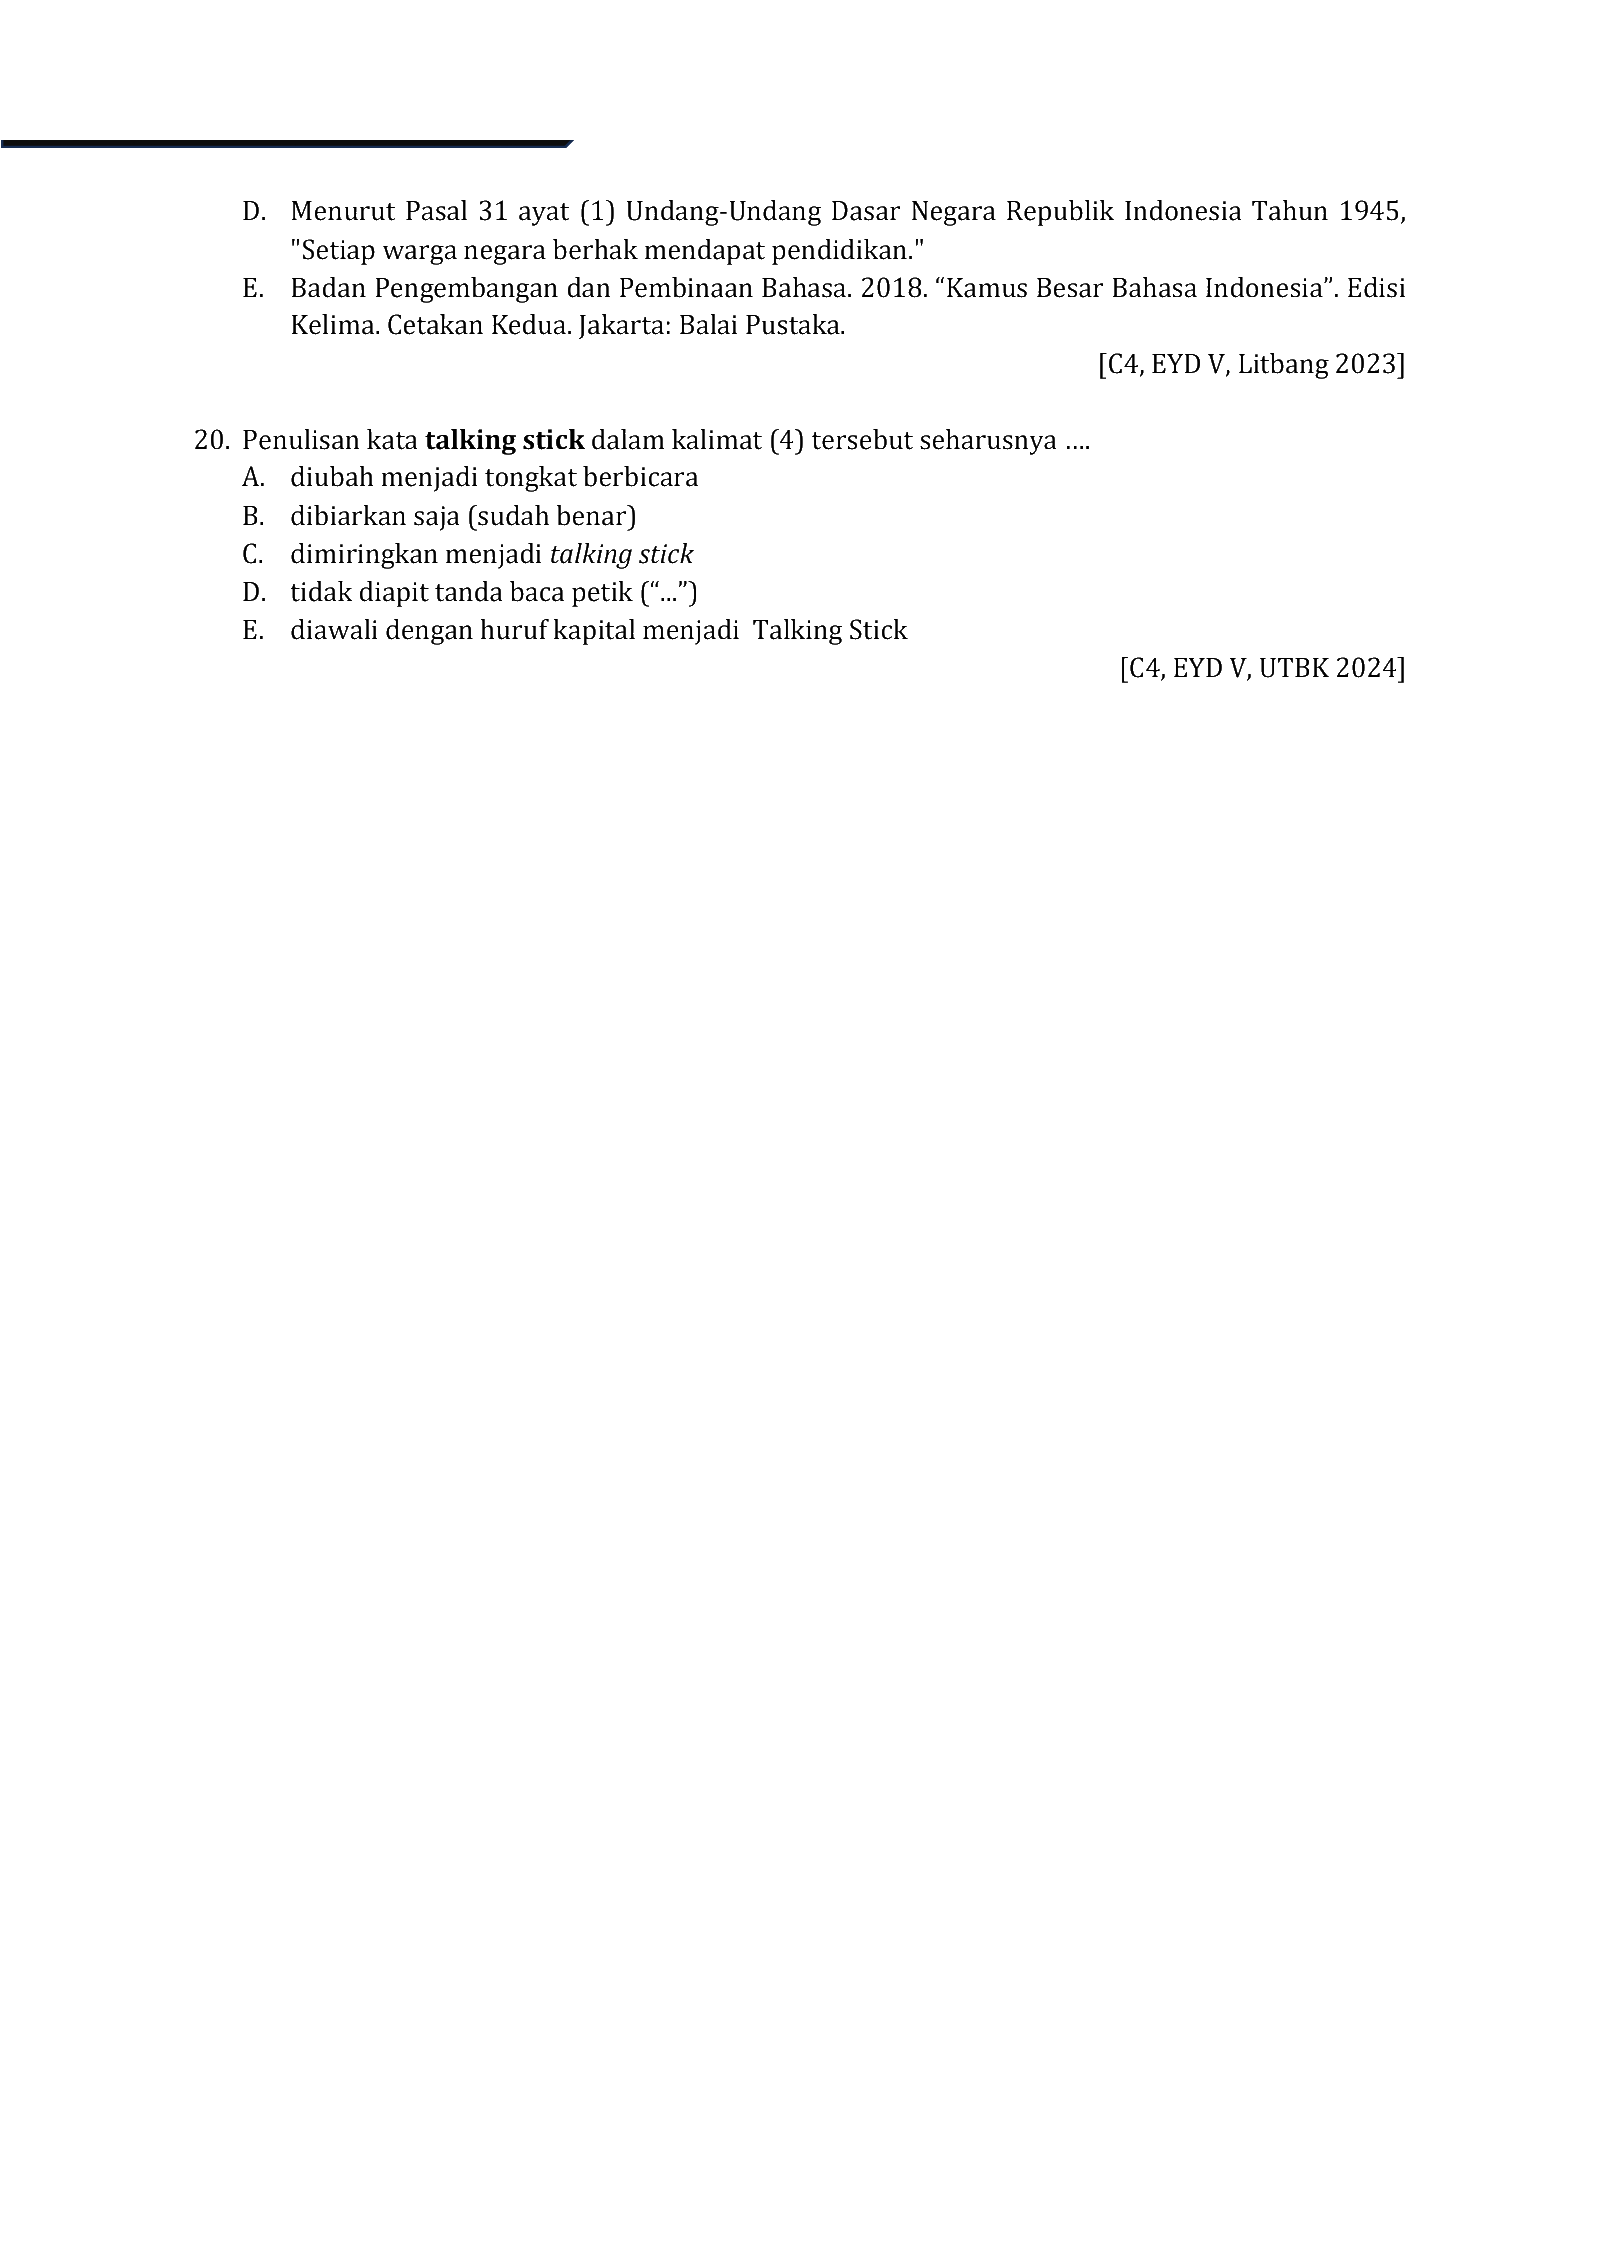 D. Menurut Pasal 31 ayat (1) Undang-Undang Dasar Negara Republik Indonesia Tahun 1945,
"Setiap warga negara berhak mendapat pendidikan."
E. Badan Pengembangan dan Pembinaan Bahasa. 2018. “Kamus Besar Bahasa Indonesia”. Edisi
Kelima. Cetakan Kedua. Jakarta: Balai Pustaka.
[C4, EYD V, Litbang 2023]
20. Penulisan kata talking stick dalam kalimat (4) tersebut seharusnya ....
A. diubah menjadi tongkat berbicara
B. dibiarkan saja (sudah benar)
C. dimiringkan menjadi talking stick
D. tidak diapit tanda baca petik (“...”)
E. diawali dengan huruf kapital menjadi  Talking Stick
[C4, EYD V, UTBK 2024]